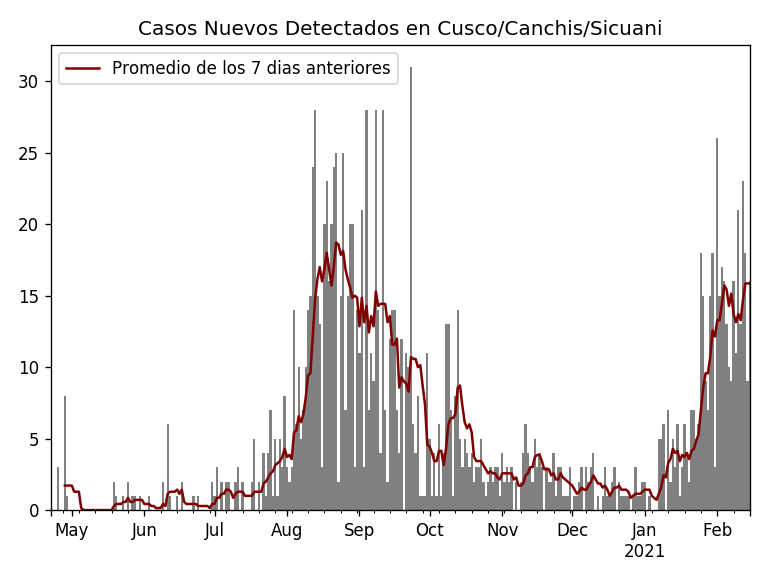 Casos Nuevos Detectados en Cusco/Canchis/Sicuani
Promedio de los 7 dias anteriores
30
25
20
15
10
5
0
May Jun Jul Aug Sep Oct Nov Dec Jan Feb
2021